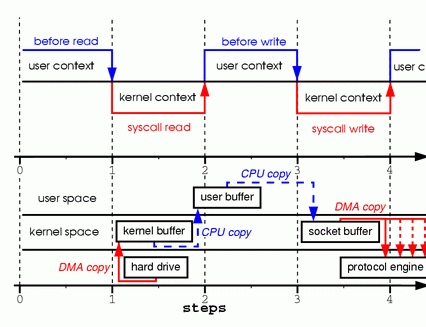 before read
before write
user context
user context
user c
kernel context
kernel context
syscall read
syscall write
0
1
2
3
4
CPU copy
user space
user buffer
DMA copy
kernel space
kernel buffer
CPU copy
socket buffer
DMA copy
hard drive
protocol engine
0
1
2
3
4
steps